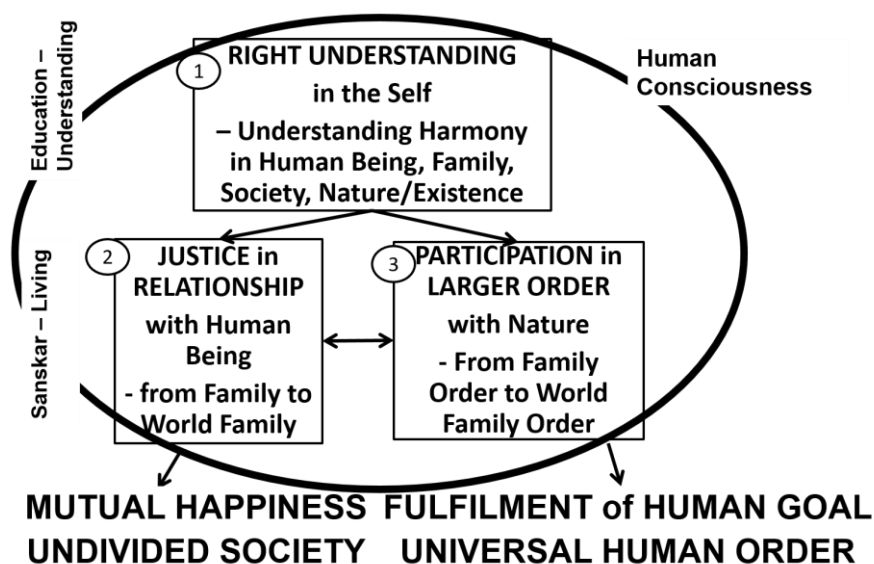 Education –
Understanding
1
RIGHT UNDERSTANDING
in the Self
– Understanding Harmony
in Human Being, Family,
Society, Nature/Existence
Human
Consciousness
Sanskar – Living
2
JUSTICE in
RELATIONSHIP
with Human
Being
- from Family to
World Family
3
PARTICIPATION in
LARGER ORDER
with Nature
- From Family
Order to World
Family Order
MUTUAL HAPPINESS
UNDIVIDED SOCIETY
FULFILMENT of HUMAN GOAL
UNIVERSAL HUMAN ORDER